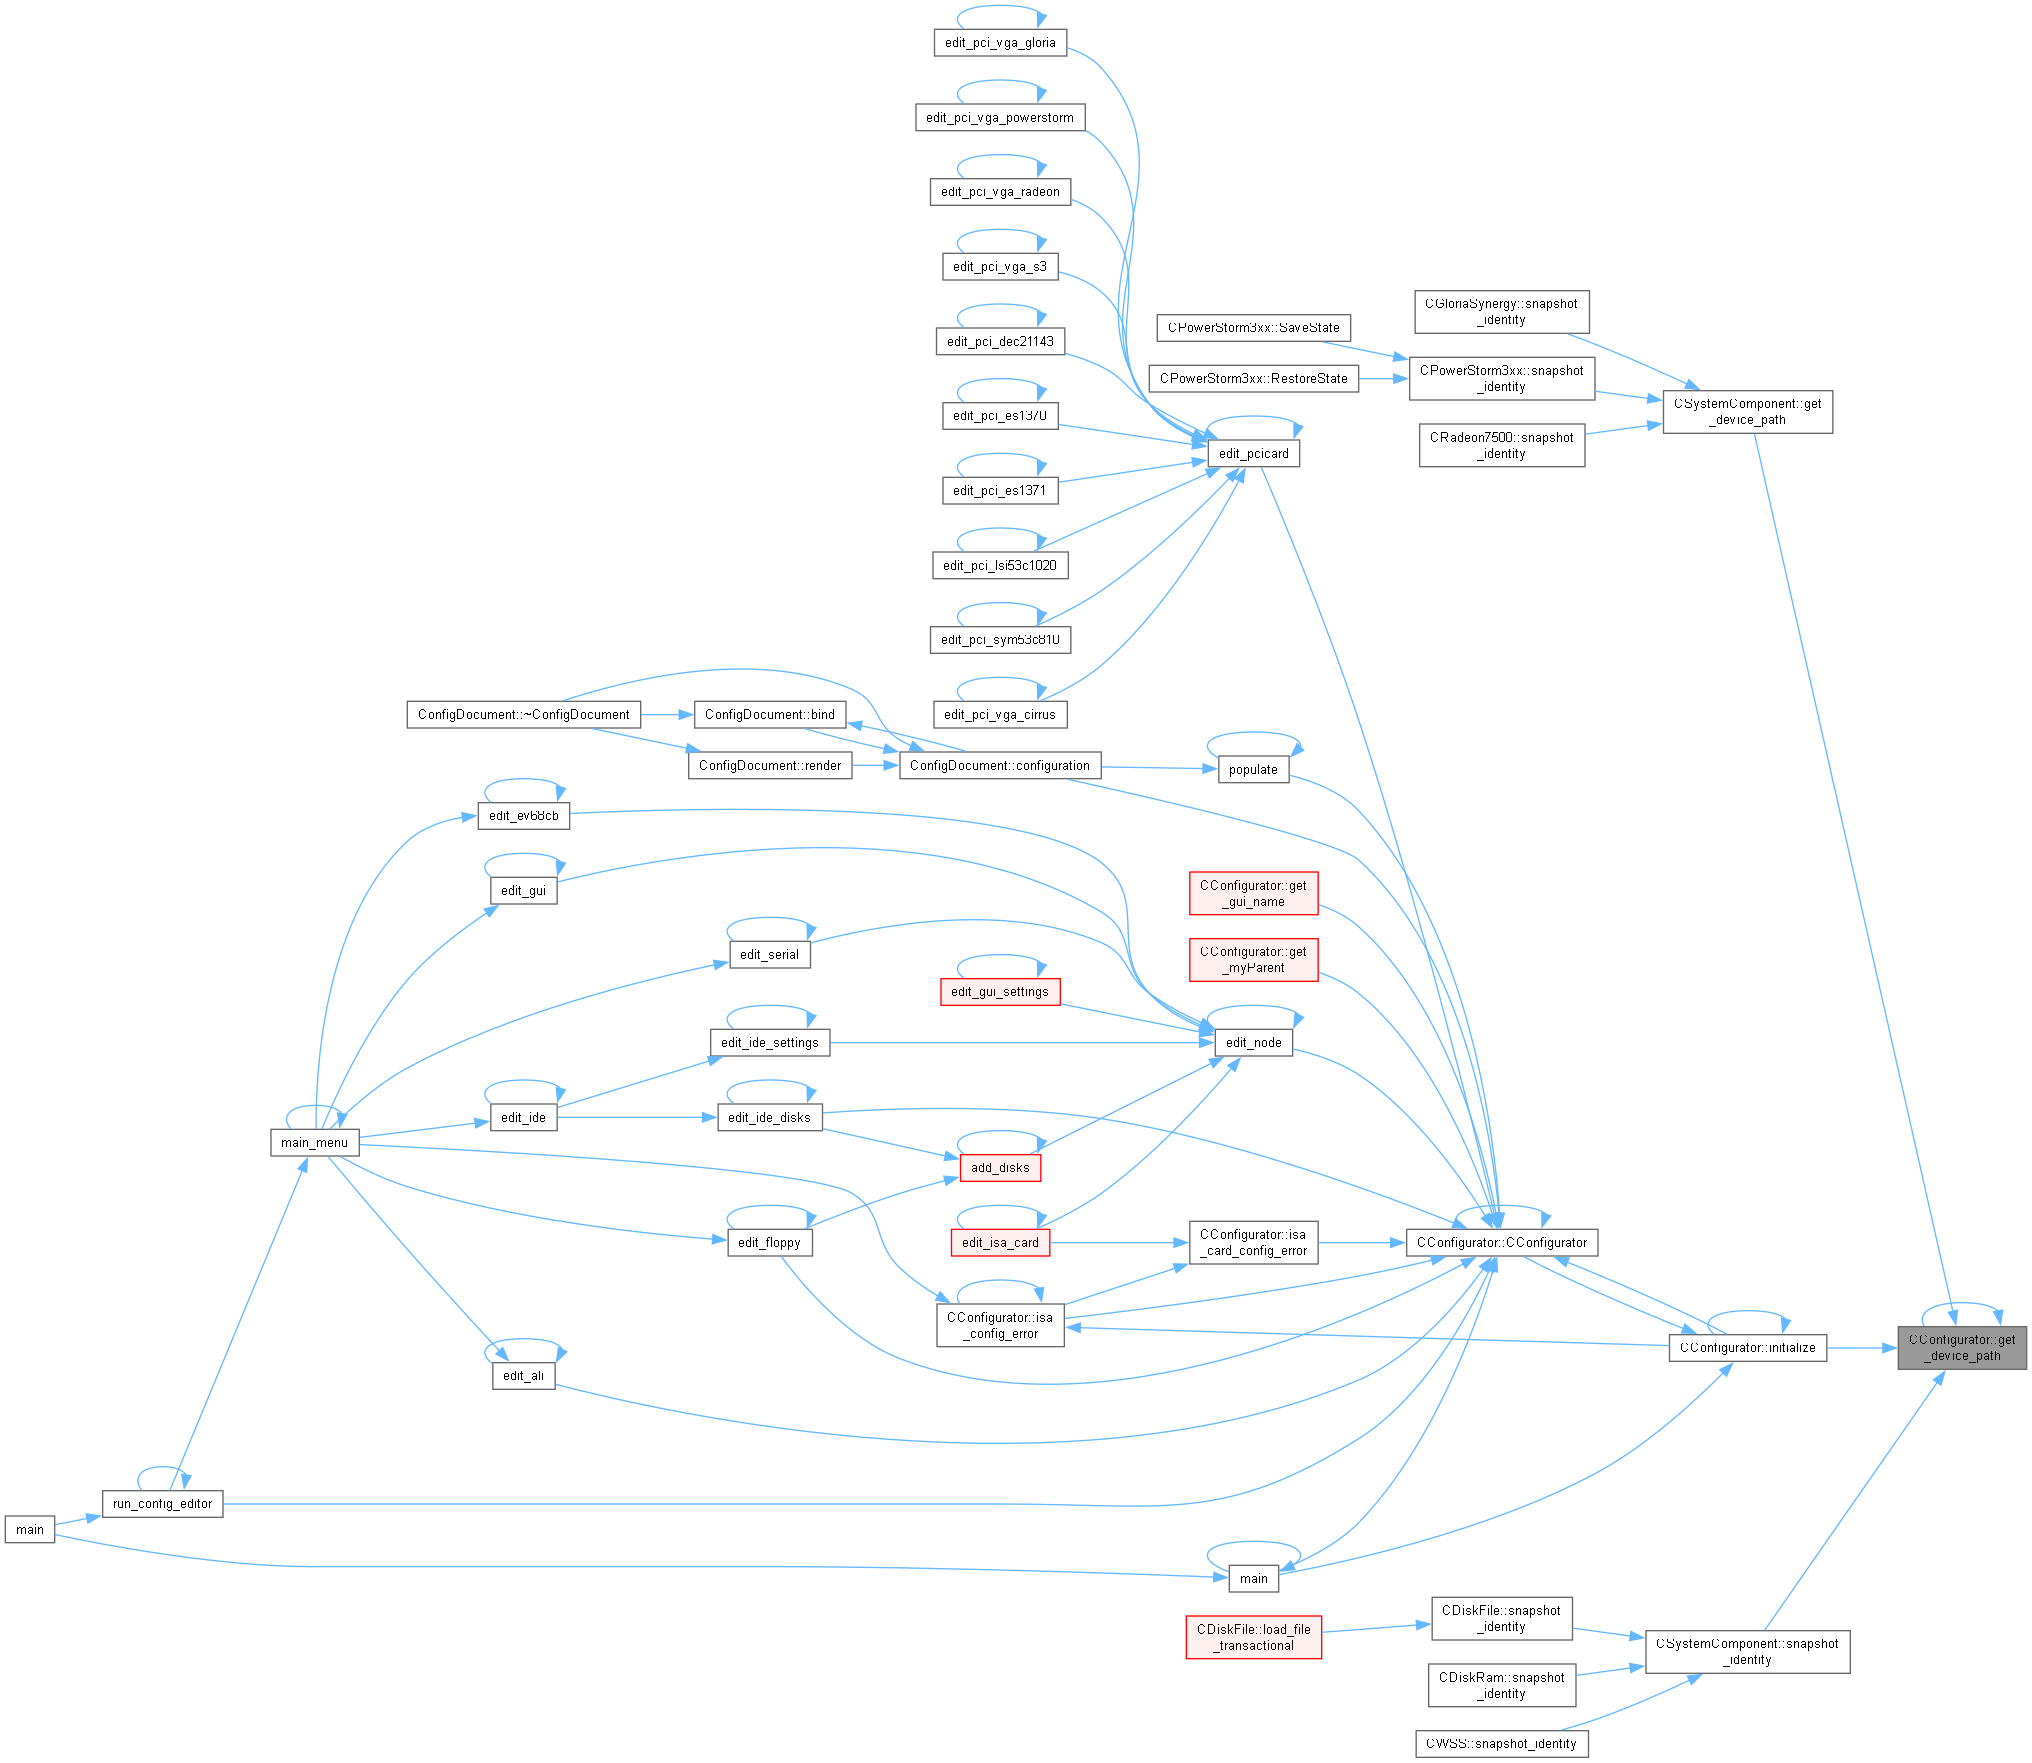 edit_pci_vga_gloria
edit_pci_vga_powerstorm
edit_pci_vga_radeon
edit_pci_vga_s3
CGloriaSynergy::snapshot
_identity
CPowerStorm3xx::SaveState
edit_pci_dec21143
CPowerStorm3xx::snapshot
_identity
CPowerStorm3xx::RestoreState
CSystemComponent::get
_device_path
edit_pci_es1370
CRadeon7500::snapshot
_identity
edit_pcicard
edit_pci_es1371
edit_pci_lsi53c1020
edit_pci_sym53c810
ConfigDocument::~ConfigDocument
ConfigDocument::bind
edit_pci_vga_cirrus
ConfigDocument::render
ConfigDocument::configuration
populate
edit_ev68cb
edit_gui
CConfigurator::get
_gui_name
edit_serial
CConfigurator::get
_myParent
edit_gui_settings
edit_ide_settings
edit_node
edit_ide
edit_ide_disks
main_menu
add_disks
edit_floppy
edit_isa_card
CConfigurator::isa
_card_config_error
CConfigurator::CConfigurator
CConfigurator::isa
_config_error
CConfigurator::initialize
CConfigurator::get
_device_path
edit_ali
run_config_editor
main
main
CDiskFile::snapshot
_identity
CDiskFile::load_file
_transactional
CSystemComponent::snapshot
_identity
CDiskRam::snapshot
_identity
CWSS::snapshot_identity